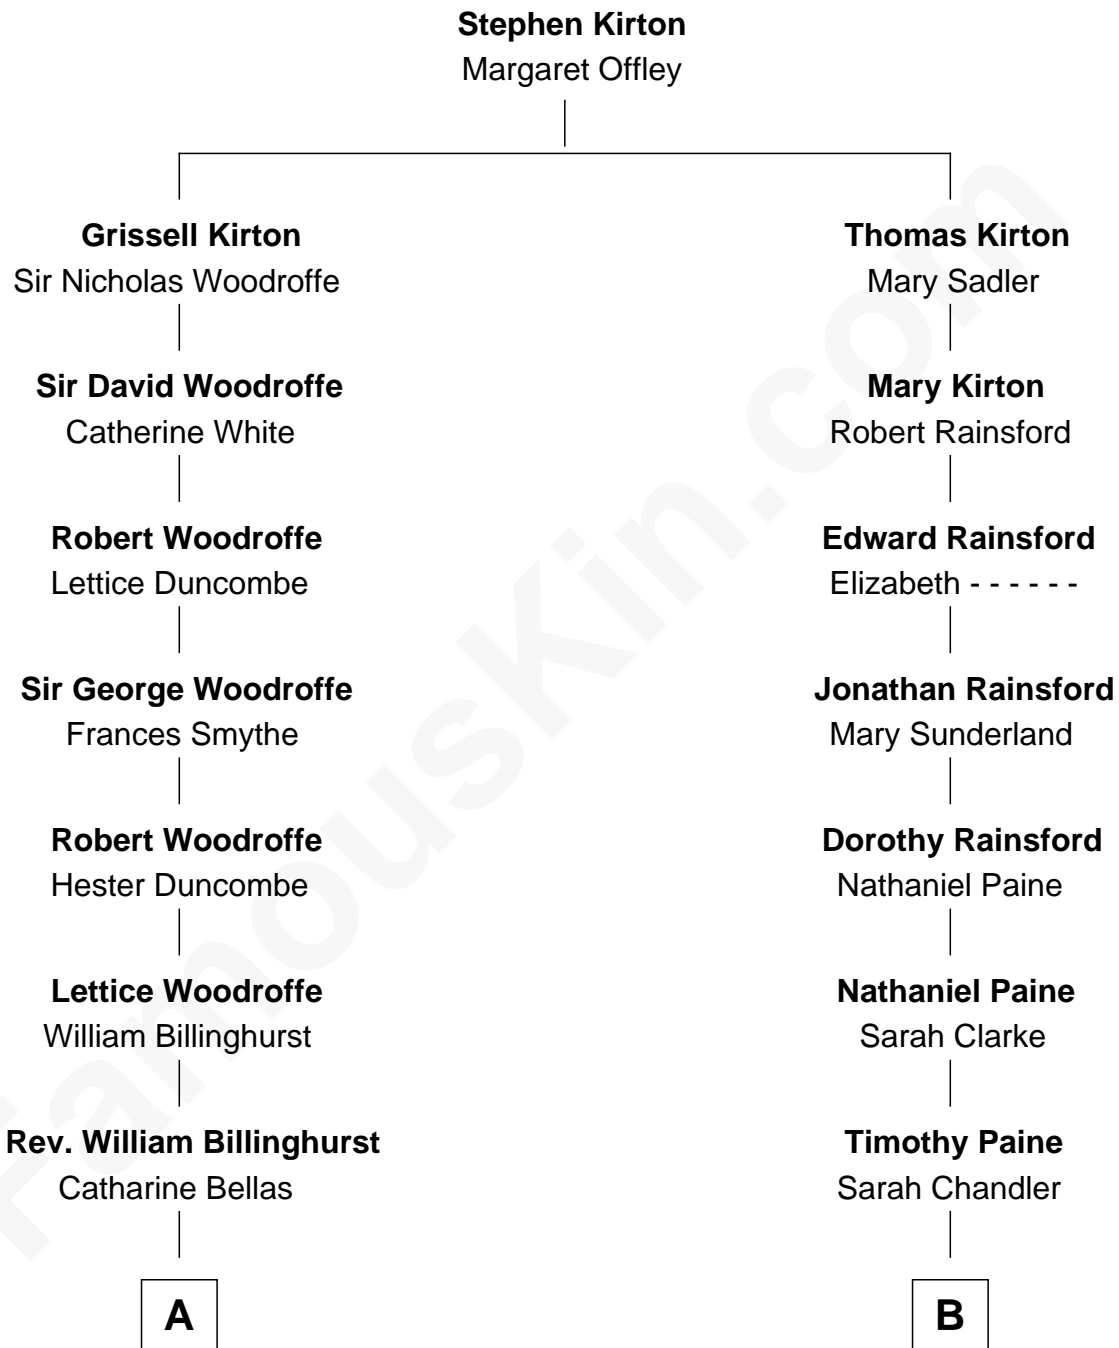 Stephen Kirton
Margaret Offley
Grissell Kirton
Sir Nicholas Woodroffe
Thomas Kirton
Mary Sadler
Sir David Woodroffe
Catherine White
Mary Kirton
Robert Rainsford
Robert Woodroffe
Lettice Duncombe
Edward Rainsford
Elizabeth - - - - - -
Sir George Woodroffe
Frances Smythe
Jonathan Rainsford
Mary Sunderland
Robert Woodroffe
Hester Duncombe
Dorothy Rainsford
Nathaniel Paine
Lettice Woodroffe
William Billinghurst
Nathaniel Paine
Sarah Clarke
Rev. William Billinghurst
Catharine Bellas
Timothy Paine
Sarah Chandler
A
B
FamousKin.com